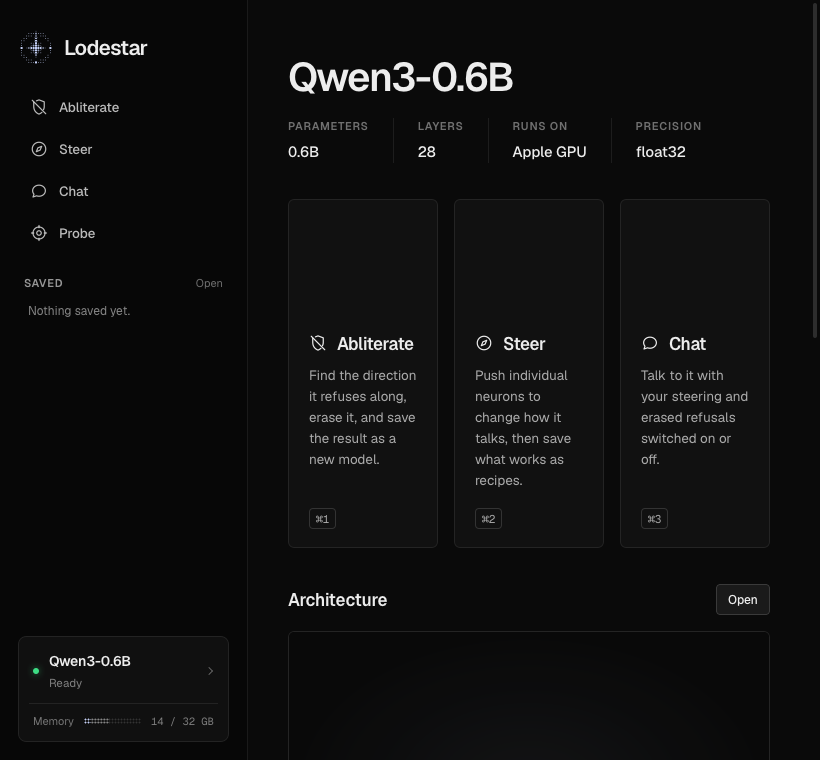 Lodestar
Abliterate
Steer
Chat
Probe
SAVED Open
Nothing saved yet.
Qwen3-0.6B
Ready
Memory 14 / 32 GB
Qwen3-0.6B
PARAMETERS LAYERS RUNS ON PRECISION
0.6B 28 Apple GPU float32
Abliterate
Find the direction
it refuses along,
erase it, and save
the result as a
new model.
⌘1
Steer
Push individual
neurons to
change how it
talks, then save
what works as
recipes.
⌘2
Chat
Talk to it with
your steering and
erased refusals
switched on or
off.
⌘3
Architecture Open